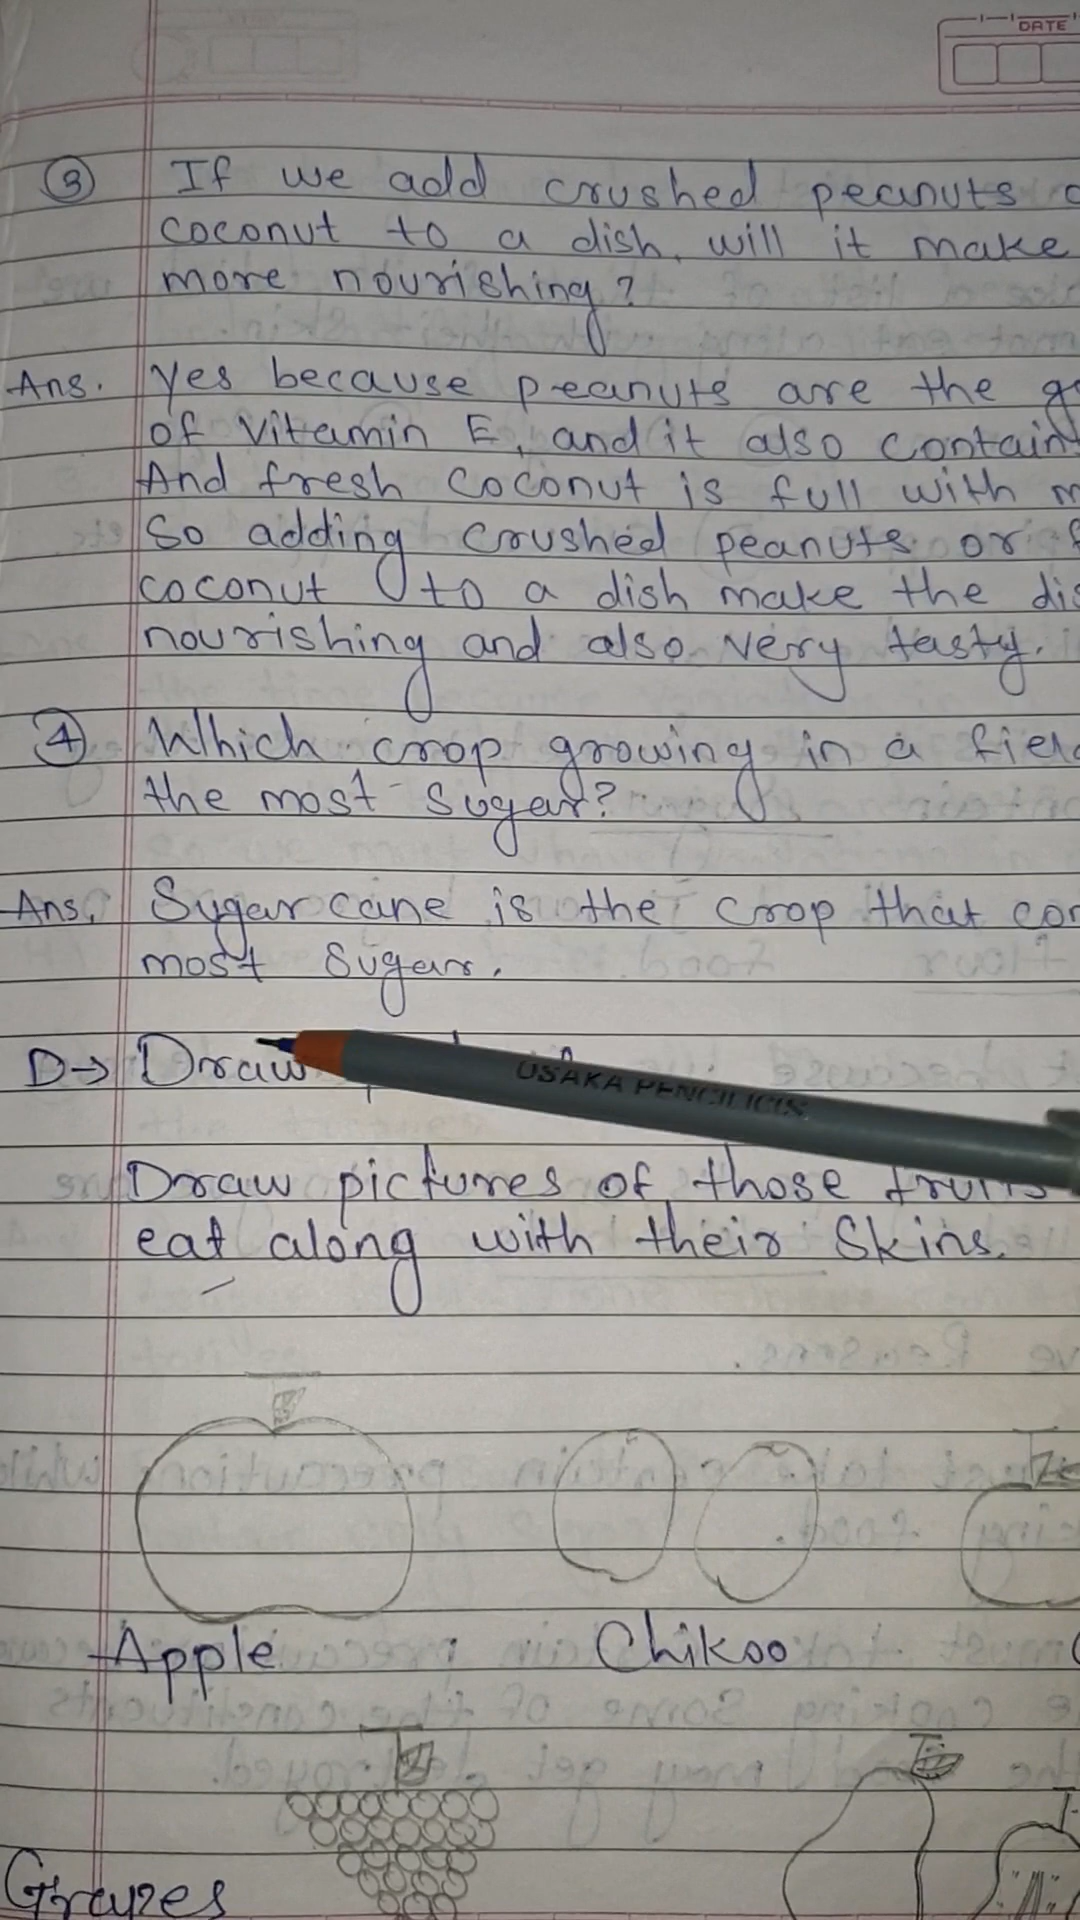 DATE
3 If we add crushed peanuts
coconut to a dish, will it make
more nourishing?
Ans. Yes because peanuts are the
of Vitamin E, and it also contain
And fresh coconut is full with
So adding crushed peanuts or
coconut to a dish make the
nourishing and also very tasty.
4 Which crop growing in a
the most sugar?
Ans. Sugarcane is the crop that
most sugar.
D→ Draw
OSAKA PENCILICIS
Draw pictures of those fruits
eat along with their skins.
Apple Chikoo
Grapes